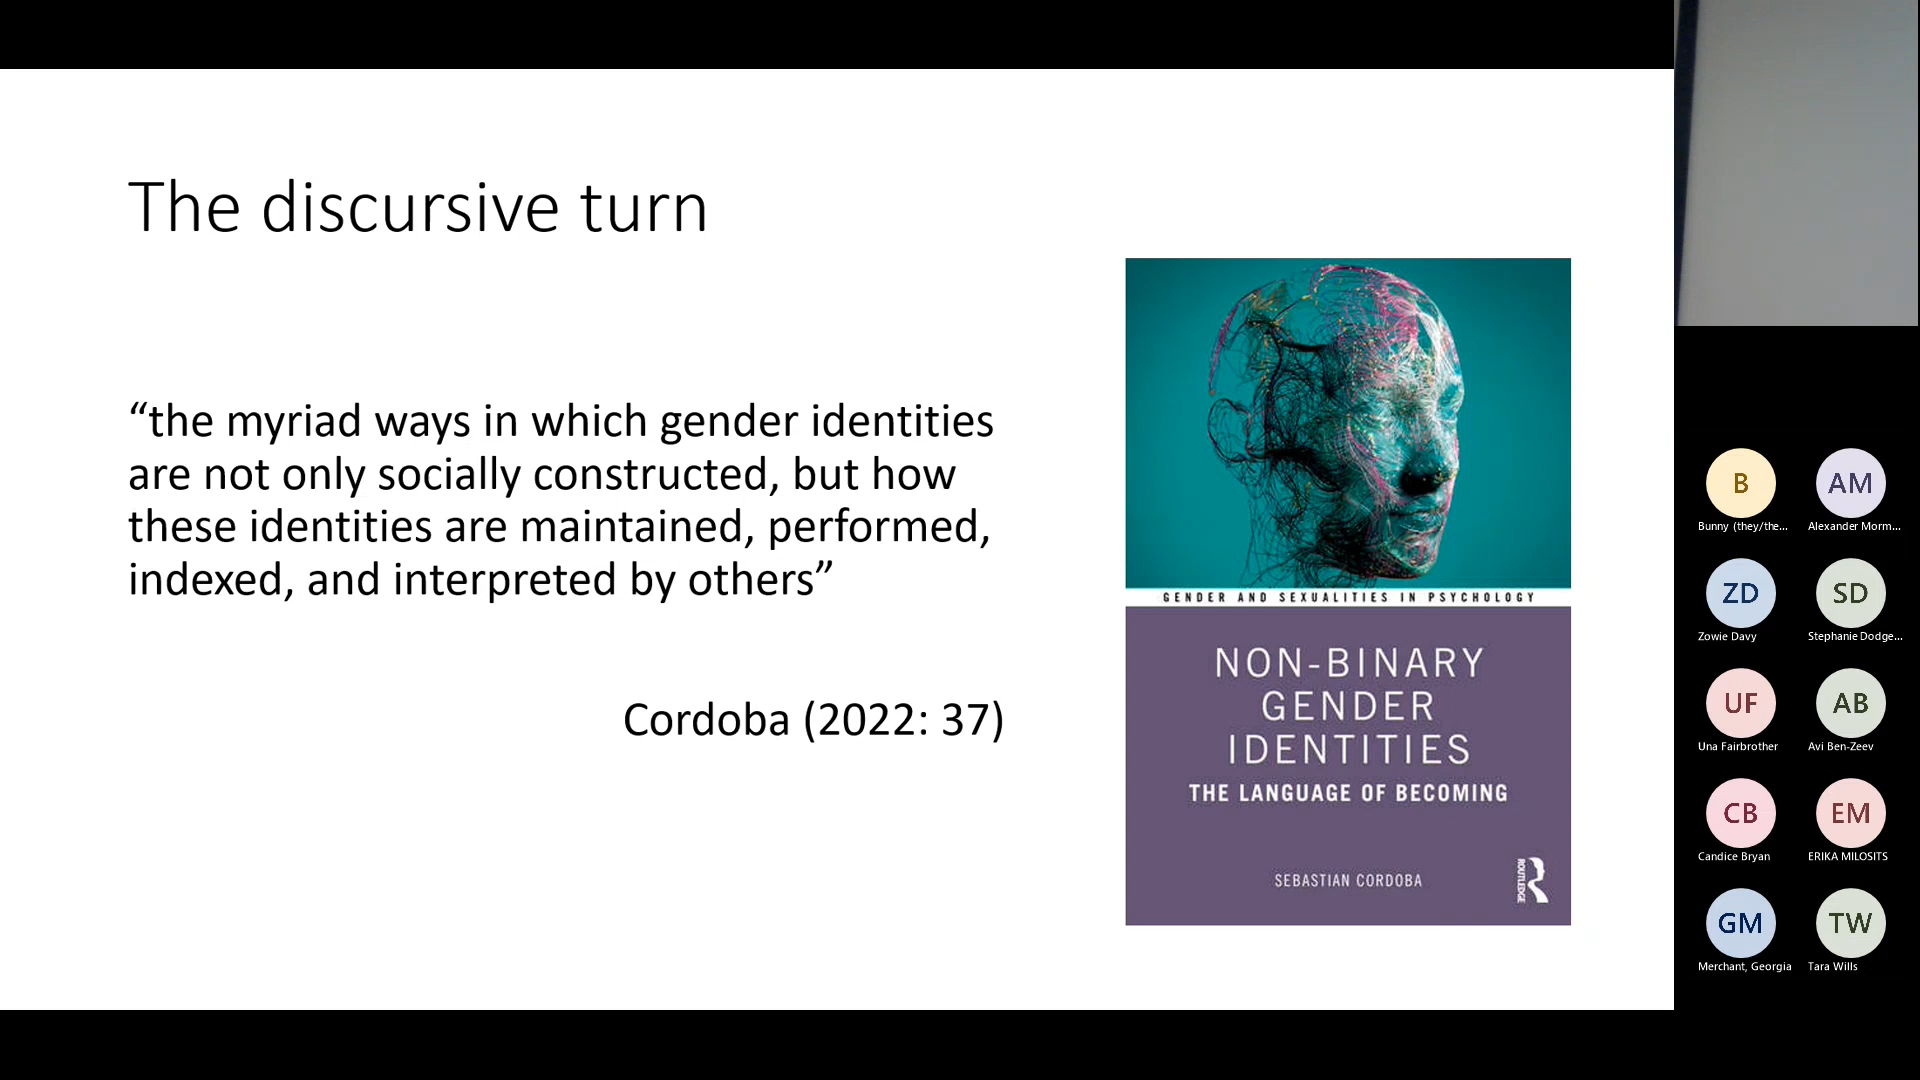 The discursive turn
“the myriad ways in which gender identities
are not only socially constructed, but how
these identities are maintained, performed,
indexed, and interpreted by others”
Cordoba (2022: 37)
GENDER AND SEXUALITIES IN PSYCHOLOGY
NON-BINARY
GENDER
IDENTITIES
THE LANGUAGE OF BECOMING
SEBASTIAN CORDOBA
ROUTLEDGE
B
AM
Bunny (they/the...
Alexander Morm...
ZD
SD
Zowie Davy
Stephanie Dodge...
UF
AB
Una Fairbrother
Avi Ben-Zeev
CB
EM
Candice Bryan
ERIKA MILOSITS
GM
TW
Merchant, Georgia
Tara Wills